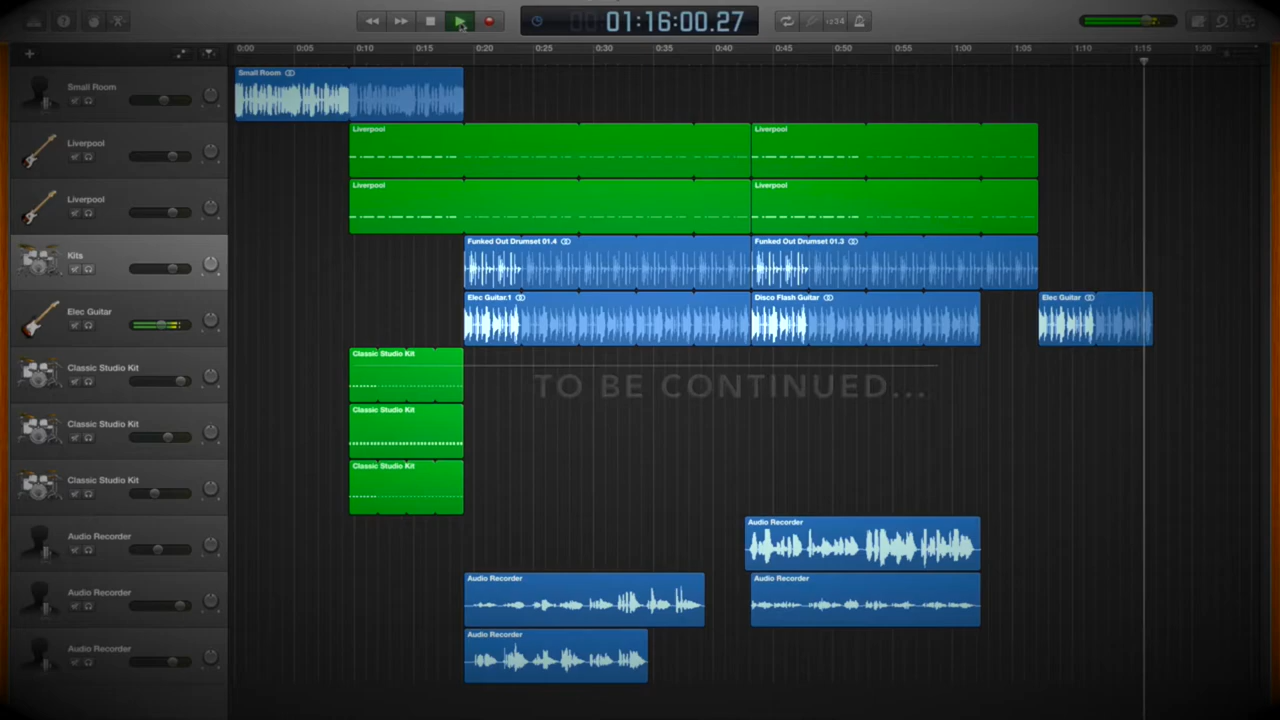 01:16:00.27
1234
0:00 0:05 0:10 0:15 0:20 0:25 0:30 0:35 0:40 0:45 0:50 0:55 1:00 1:05 1:10 1:15 1:20
Small Room
Small Room
Liverpool
Liverpool
Liverpool
Liverpool
Liverpool
Liverpool
Kits
Funked Out Drumset 01.4
Funked Out Drumset 01.3
Elec Guitar
Elec Guitar.1
Disco Flash Guitar
Elec Guitar
Classic Studio Kit
Classic Studio Kit
TO BE CONTINUED...
Classic Studio Kit
Classic Studio Kit
Classic Studio Kit
Classic Studio Kit
Audio Recorder
Audio Recorder
Audio Recorder
Audio Recorder
Audio Recorder
Audio Recorder
Audio Recorder